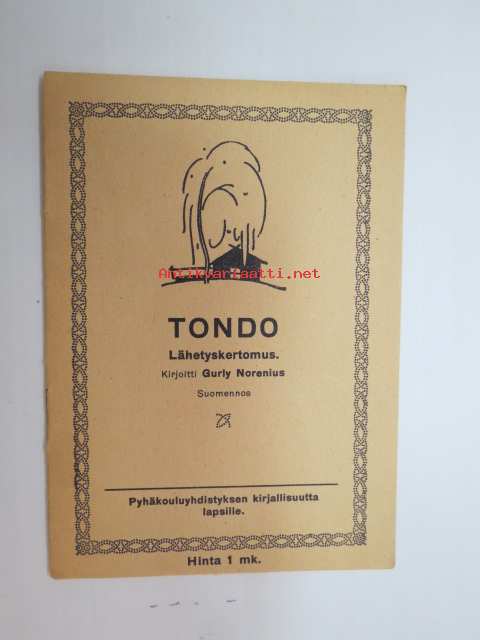 Antikvariaatti.net
TONDO
Lähetyskertomus.
Kirjoitti Gurly Norenius
Suomennos
Pyhäkouluyhdistyksen kirjallisuutta
lapsille.
Hinta 1 mk.